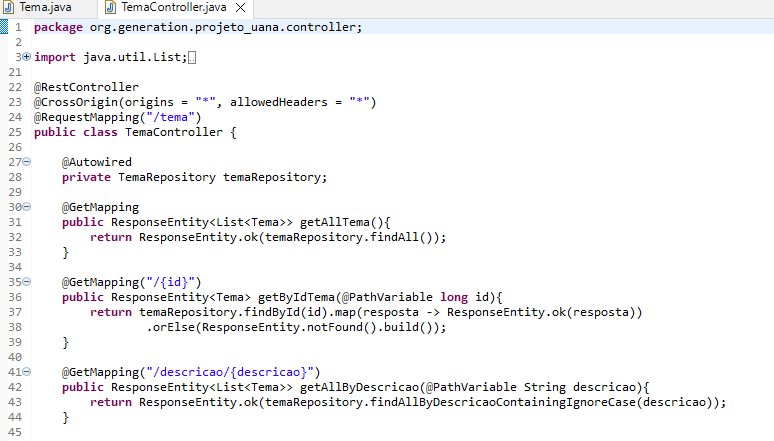 Tema.java TemaController.java
1 package org.generation.projeto_uana.controller;
2
3 import java.util.List;
21
22 @RestController
23 @CrossOrigin(origins = "*", allowedHeaders = "*")
24 @RequestMapping("/tema")
25 public class TemaController {
26
27 @Autowired
28 private TemaRepository temaRepository;
29
30 @GetMapping
31 public ResponseEntity<List<Tema>> getAllTema(){
32 return ResponseEntity.ok(temaRepository.findAll());
33 }
34
35 @GetMapping("/{id}")
36 public ResponseEntity<Tema> getByIdTema(@PathVariable long id){
37 return temaRepository.findById(id).map(resposta -> ResponseEntity.ok(resposta))
38 .orElse(ResponseEntity.notFound().build());
39 }
40
41 @GetMapping("/descricao/{descricao}")
42 public ResponseEntity<List<Tema>> getAllByDescricao(@PathVariable String descricao){
43 return ResponseEntity.ok(temaRepository.findAllByDescricaoContainingIgnoreCase(descricao));
44 }
45